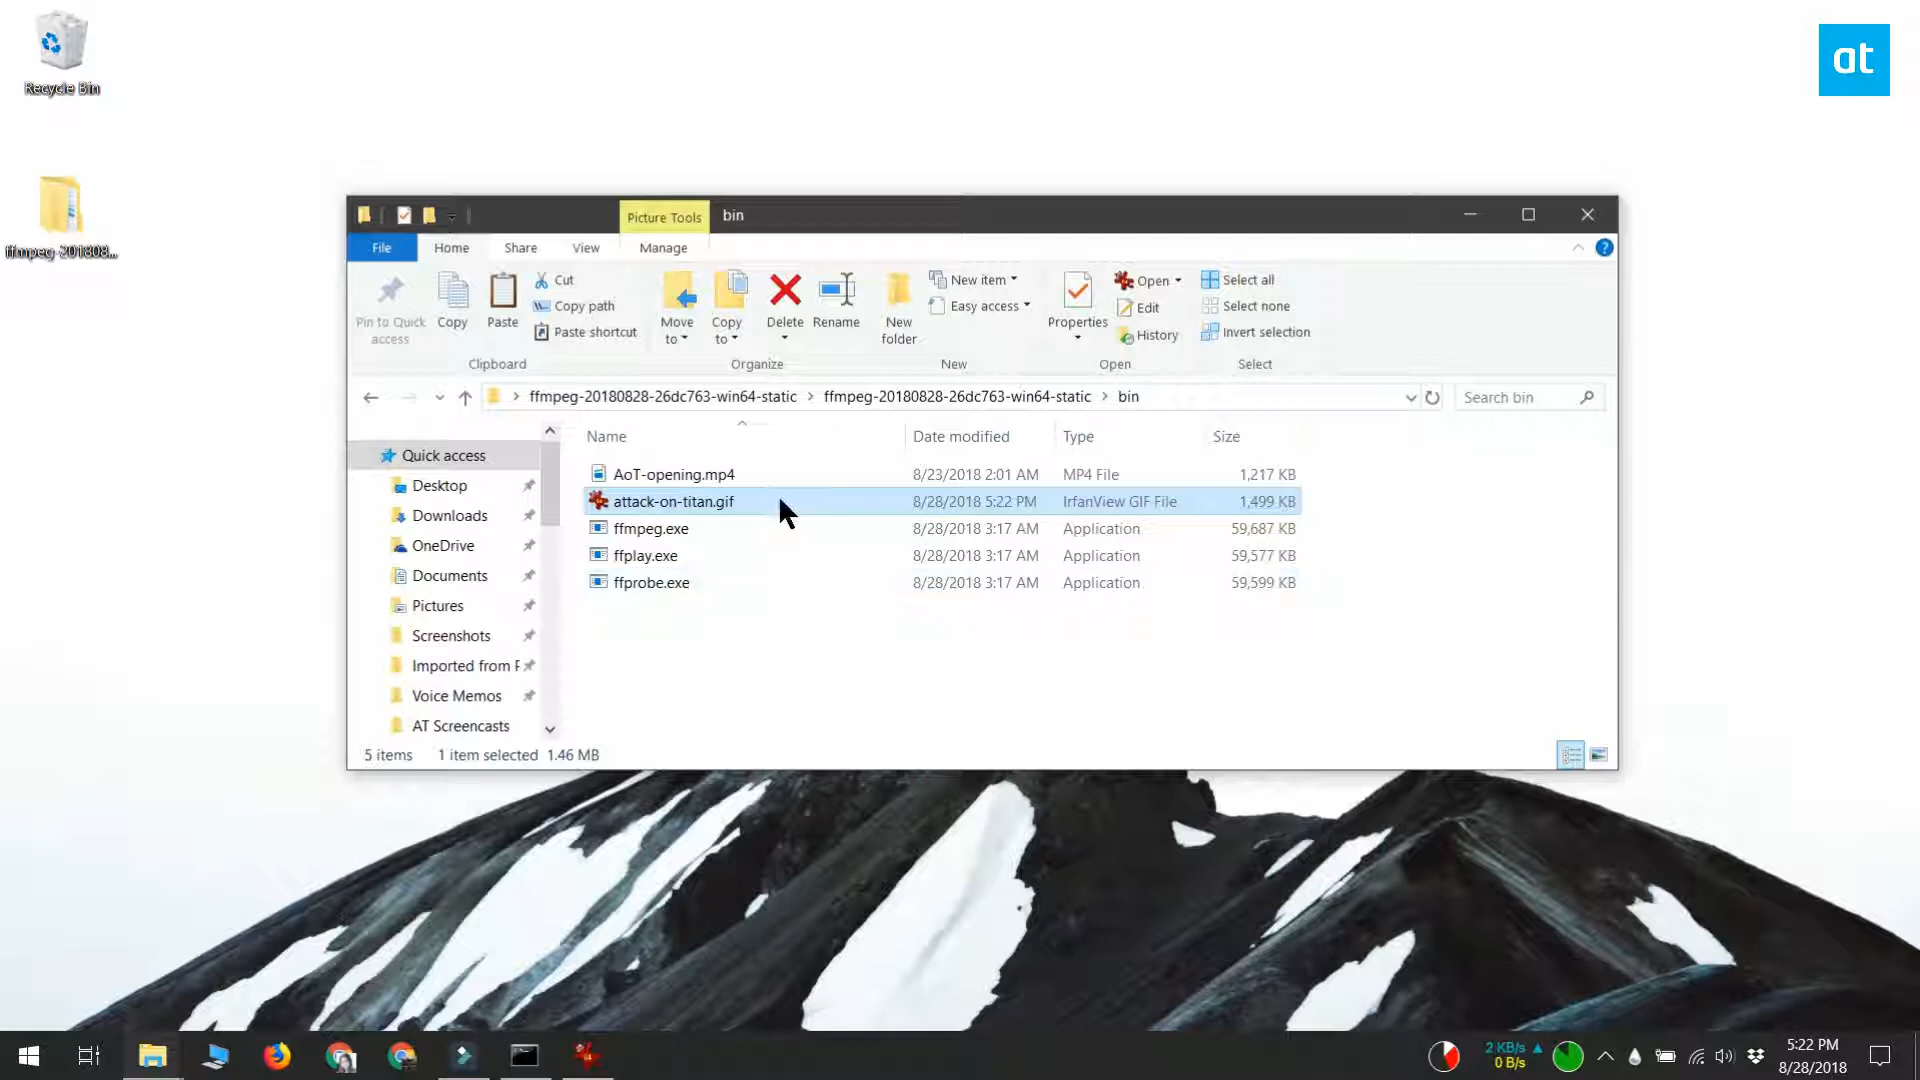 Recycle Bin
at
ffmpeg-201808...
Picture Tools
bin
File
Home
Share
View
Manage
Pin to Quick access
Copy
Paste
Cut
Copy path
Paste shortcut
Clipboard
Move to
Copy to
Delete
Rename
Organize
New folder
New item
Easy access
New
Properties
Open
Edit
History
Open
Select all
Select none
Invert selection
Select
ffmpeg-20180828-26dc763-win64-static > ffmpeg-20180828-26dc763-win64-static > bin
Search bin
Name Date modified Type Size
Quick access
Desktop
Downloads
OneDrive
Documents
Pictures
Screenshots
Imported from F
Voice Memos
AT Screencasts
AoT-opening.mp4 8/23/2018 2:01 AM MP4 File 1,217 KB
attack-on-titan.gif 8/28/2018 5:22 PM IrfanView GIF File 1,499 KB
ffmpeg.exe 8/28/2018 3:17 AM Application 59,687 KB
ffplay.exe 8/28/2018 3:17 AM Application 59,577 KB
ffprobe.exe 8/28/2018 3:17 AM Application 59,599 KB
5 items 1 item selected 1.46 MB
2 KB/s
0 B/s
5:22 PM
8/28/2018